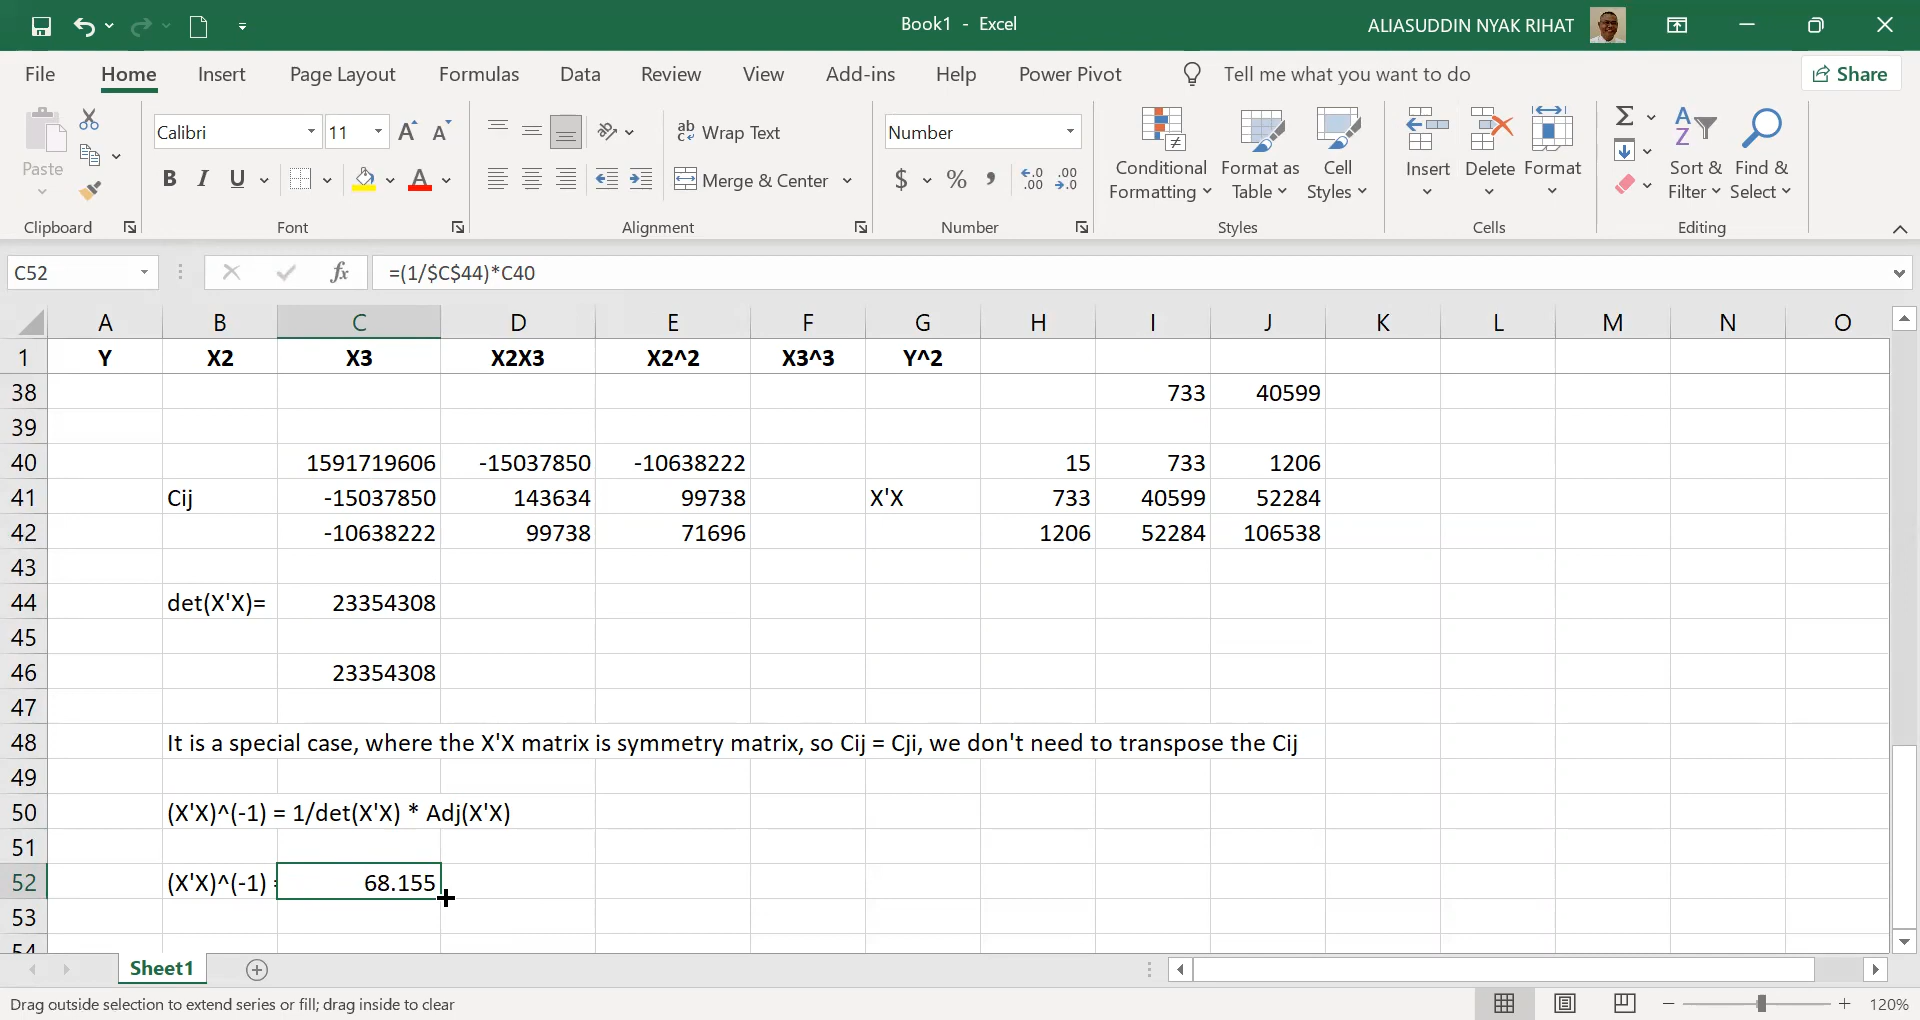 Book1 - Excel
ALIASUDDIN NYAK RIHAT
File Home Insert Page Layout Formulas Data Review View Add-ins Help Power Pivot Tell me what you want to do Share
Paste
Calibri 11 A A
B I U A
Clipboard
Font
ab Wrap Text
Merge & Center
Alignment
Number
$ % , .00 .00
Number
Conditional Formatting
Format as Table
Cell Styles
Styles
Insert Delete Format
Cells
Sort & Filter
Find & Select
Editing
C52 fx =(1/$C$44)*C40
A B C D E F G H I J K L M N O
1 Y X2 X3 X2X3 X2^2 X3^3 Y^2
38 733 40599
39
40 1591719606 -15037850 -10638222 15 733 1206
41 Cij -15037850 143634 99738 X'X 733 40599 52284
42 -10638222 99738 71696 1206 52284 106538
43
44 det(X'X)= 23354308
45
46 23354308
47
48 It is a special case, where the X'X matrix is symmetry matrix, so Cij = Cji, we don't need to transpose the Cij
49
50 (X'X)^(-1) = 1/det(X'X) * Adj(X'X)
51
52 (X'X)^(-1) 68.155
53
54
Sheet1
Drag outside selection to extend series or fill; drag inside to clear
120%